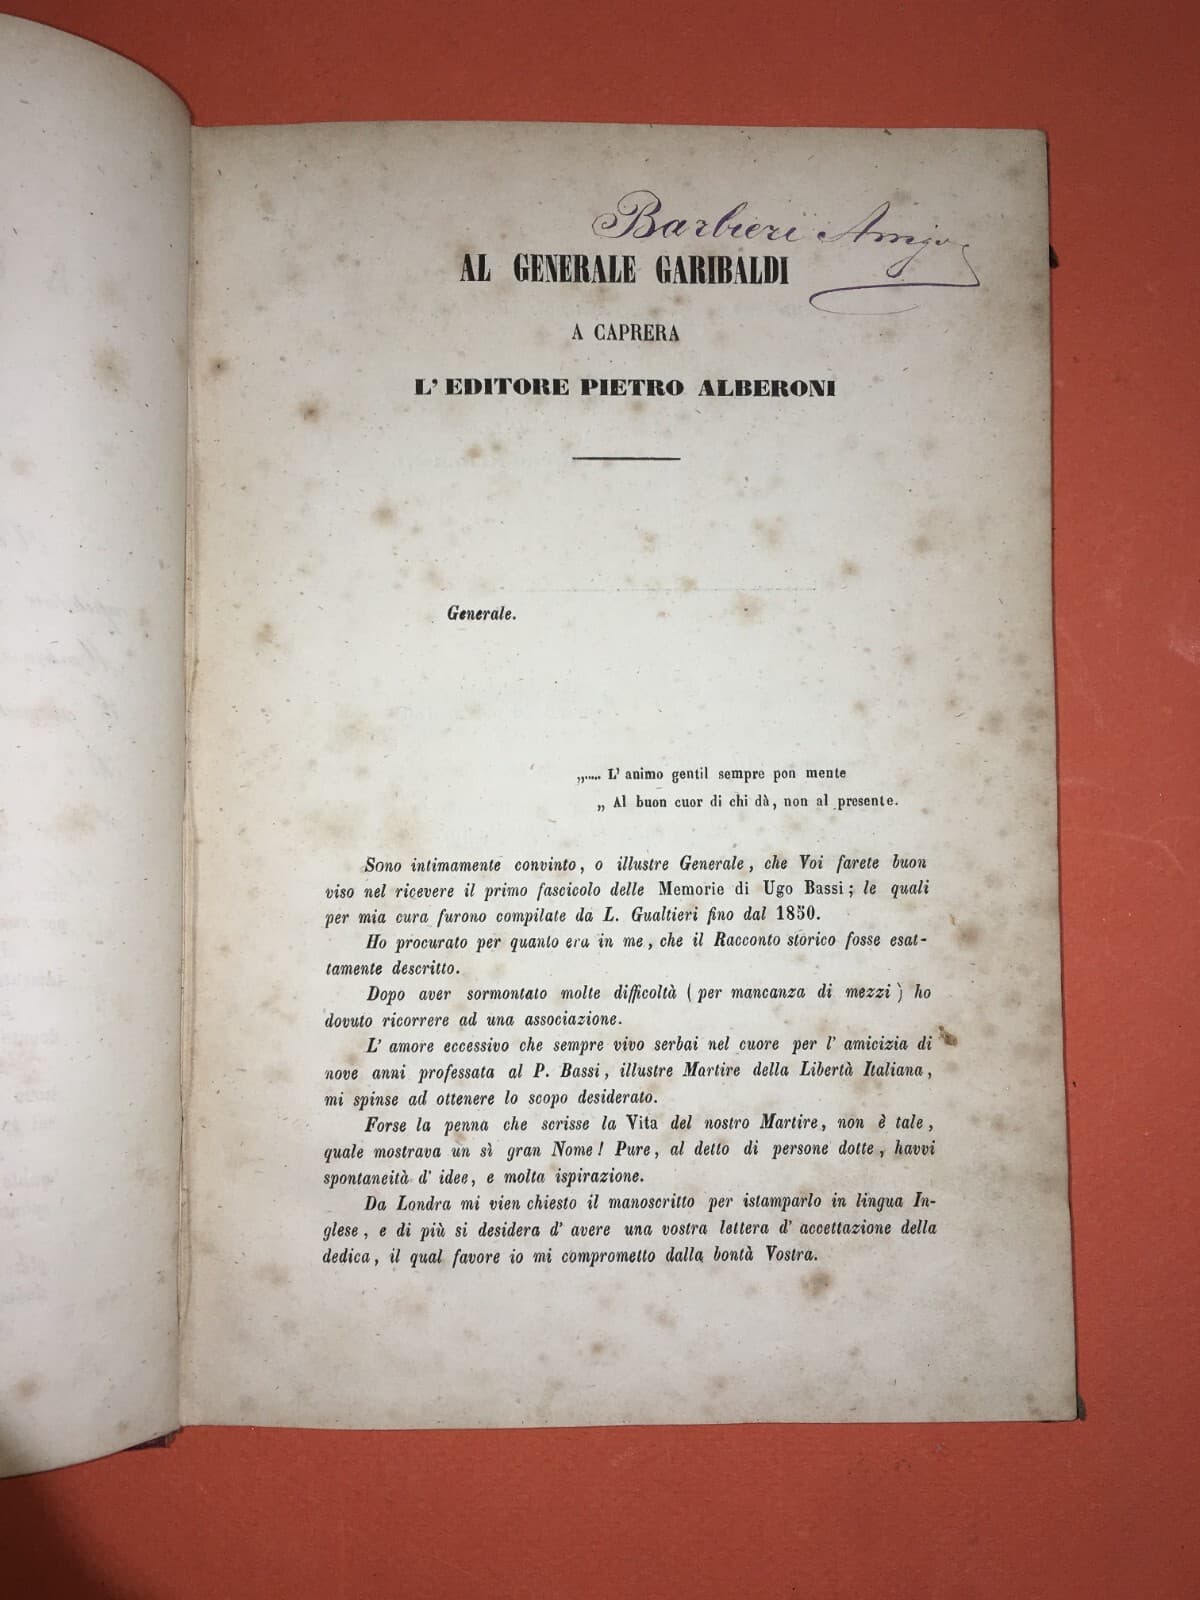 Barbieri Arrigo
AL GENERALE GARIBALDI
A CAPRERA
L' EDITORE PIETRO ALBERONI
Generale.
„..... L' animo gentil sempre pon mente
„ Al buon cuor di chi dà, non al presente.
Sono intimamente convinto, o illustre Generale, che Voi farete buon
viso nel ricevere il primo fascicolo delle Memorie di Ugo Bassi; le quali
per mia cura furono compilate da L. Gualtieri fino dal 1850.
Ho procurato per quanto era in me, che il Racconto storico fosse esat-
tamente descritto.
Dopo aver sormontato molte difficoltà (per mancanza di mezzi) ho
dovuto ricorrere ad una associazione.
L' amore eccessivo che sempre vivo serbai nel cuore per l' amicizia di
nove anni professata al P. Bassi, illustre Martire della Libertà Italiana,
mi spinse ad ottenere lo scopo desiderato.
Forse la penna che scrisse la Vita del nostro Martire, non è tale,
quale mostrava un sì gran Nome! Pure, al detto di persone dotte, havvi
spontaneità d' idee, e molta ispirazione.
Da Londra mi vien chiesto il manoscritto per istamparlo in lingua In-
glese, e di più si desidera d' avere una vostra lettera d' accettazione della
dedica, il qual favore io mi comprometto dalla bontà Vostra.